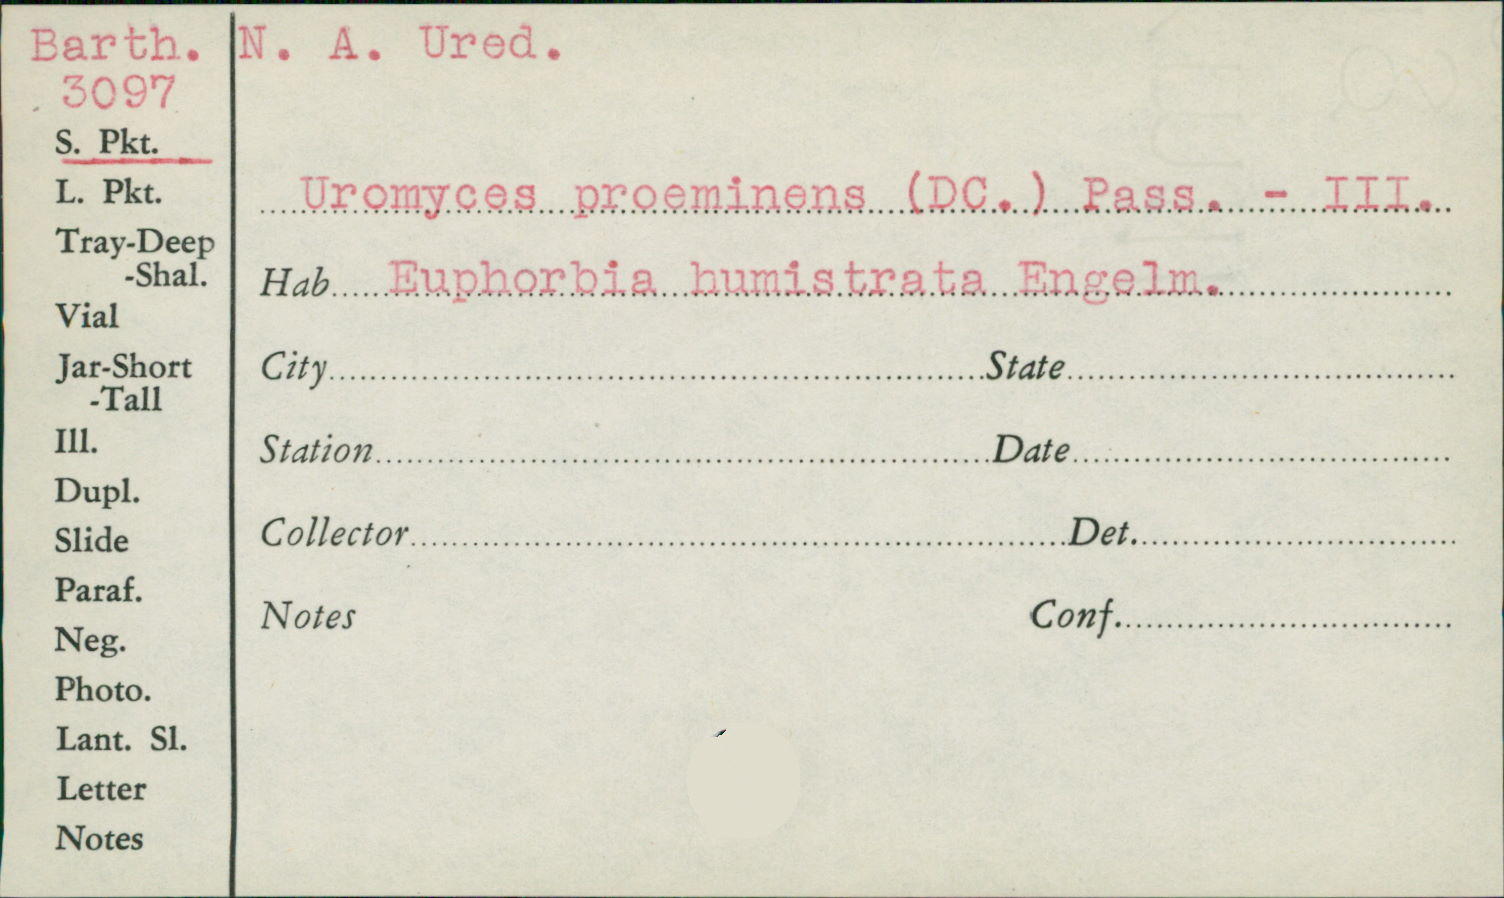 Barth. N. A. Ured.
3097
S. Pkt.
L. Pkt.
Tray-Deep
-Shal.
Vial
Jar-Short
-Tall
Ill.
Dupl.
Slide
Paraf.
Neg.
Photo.
Lant. Sl.
Letter
Notes
Uromyces proeminens (DC.) Pass. - III.
Hab Euphorbia humistrata Engelm.
City State
Station Date
Collector Det.
Notes Conf.